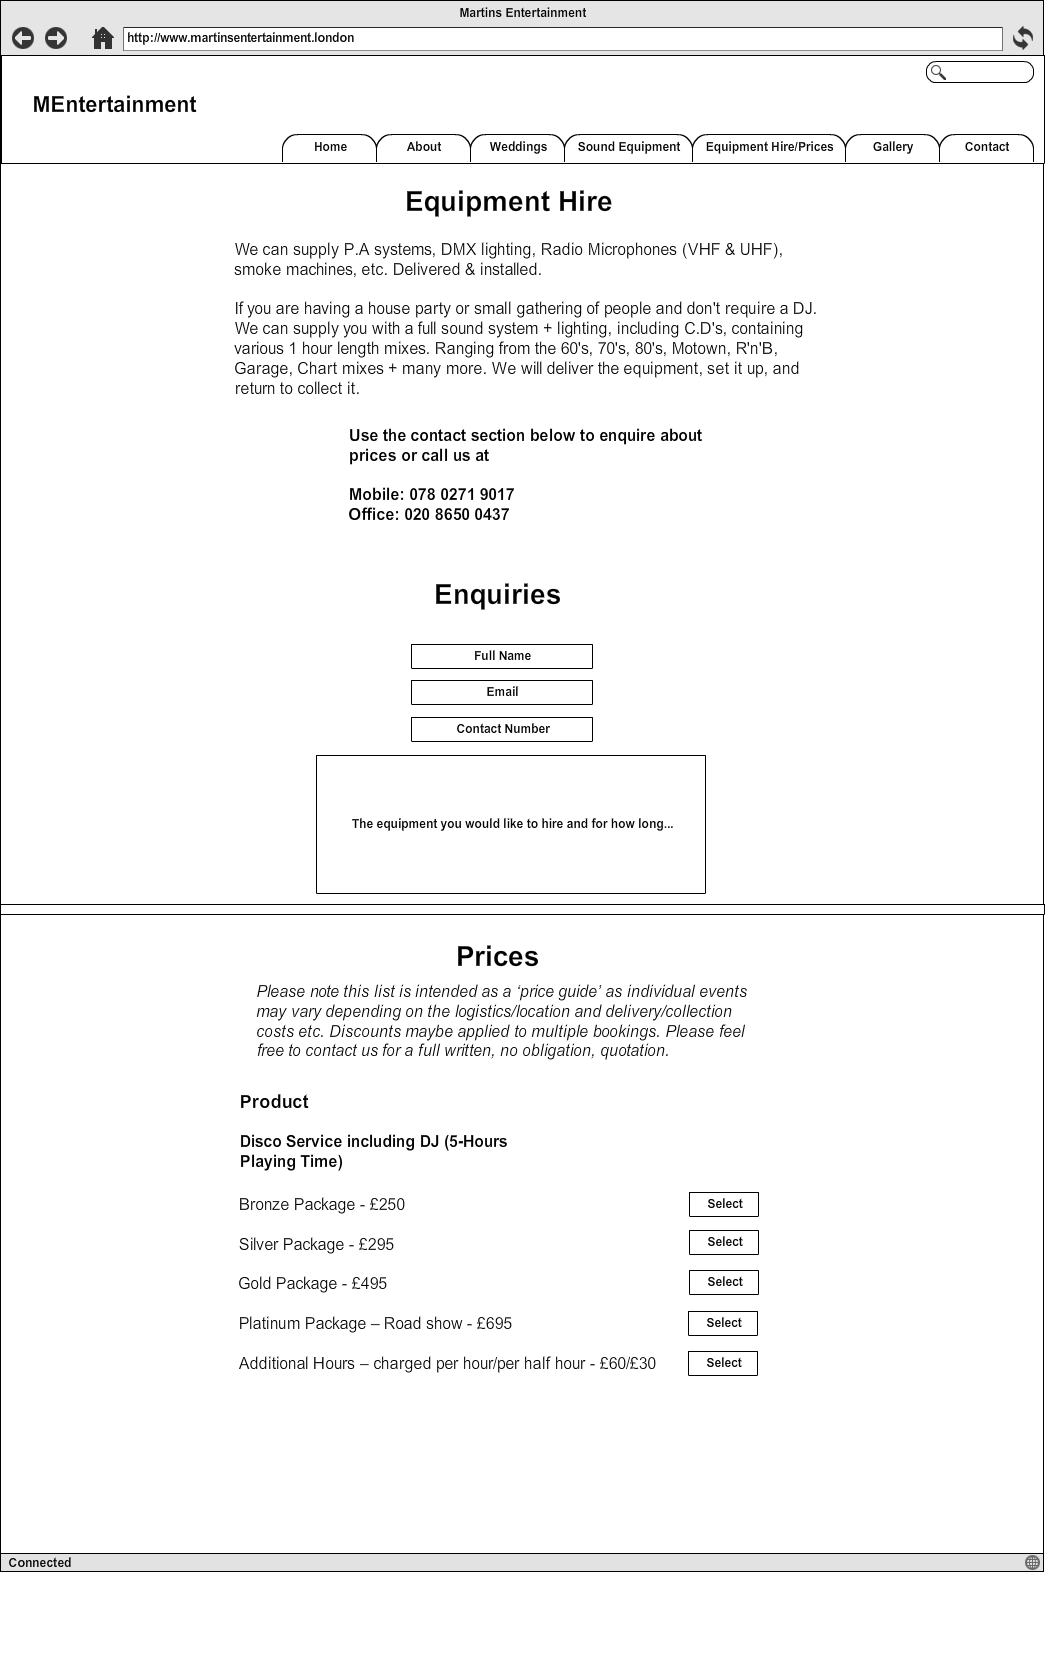 Martins Entertainment
http://www.martinsentertainment.london
MEntertainment
Home About Weddings Sound Equipment Equipment Hire/Prices Gallery Contact
Equipment Hire
We can supply P.A systems, DMX lighting, Radio Microphones (VHF & UHF),
smoke machines, etc. Delivered & installed.
If you are having a house party or small gathering of people and don't require a DJ.
We can supply you with a full sound system + lighting, including C.D's, containing
various 1 hour length mixes. Ranging from the 60's, 70's, 80's, Motown, R'n'B,
Garage, Chart mixes + many more. We will deliver the equipment, set it up, and
return to collect it.
Use the contact section below to enquire about
prices or call us at
Mobile: 078 0271 9017
Office: 020 8650 0437
Enquiries
Full Name
Email
Contact Number
The equipment you would like to hire and for how long...
Prices
Please note this list is intended as a ‘price guide’ as individual events
may vary depending on the logistics/location and delivery/collection
costs etc. Discounts maybe applied to multiple bookings. Please feel
free to contact us for a full written, no obligation, quotation.
Product
Disco Service including DJ (5-Hours
Playing Time)
Bronze Package - £250 Select
Silver Package - £295 Select
Gold Package - £495 Select
Platinum Package – Road show - £695 Select
Additional Hours – charged per hour/per half hour - £60/£30 Select
Connected